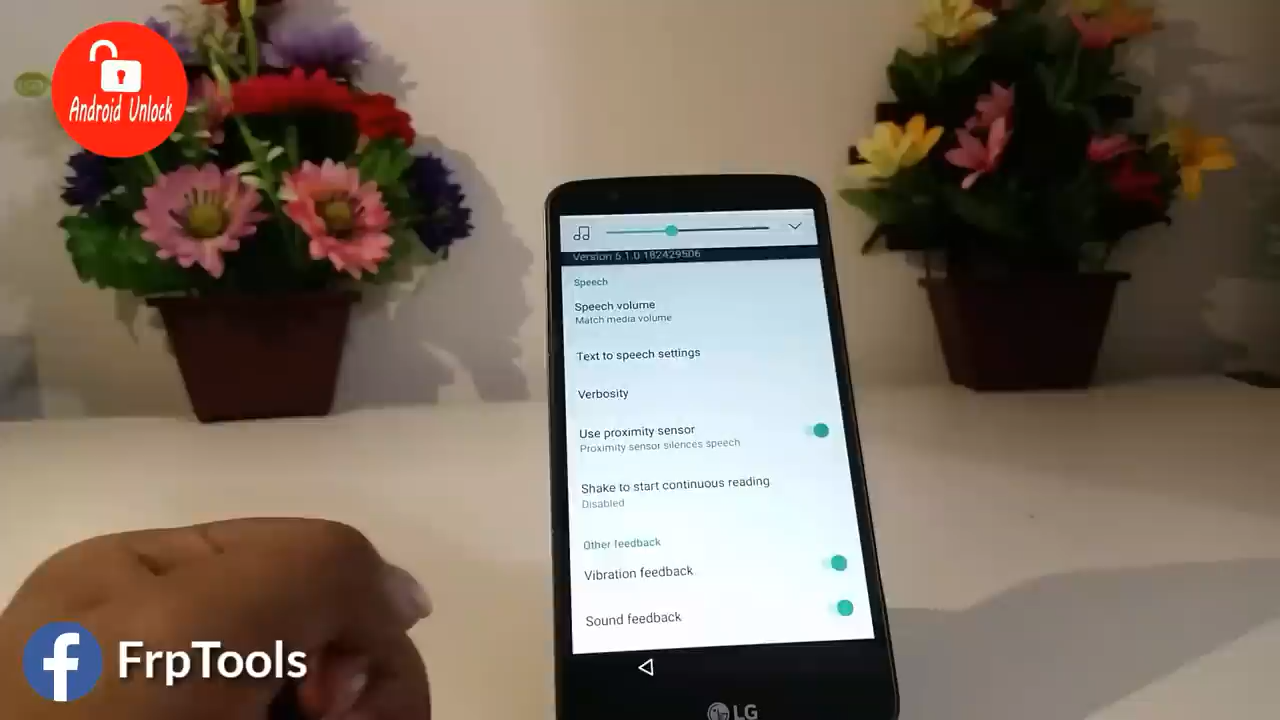 Android Unlock
Version 6.1.0 182429506
Speech
Speech volume
Match media volume
Text to speech settings
Verbosity
Use proximity sensor
Proximity sensor silences speech
Shake to start continuous reading
Disabled
Other feedback
Vibration feedback
Sound feedback
LG
f FrpTools